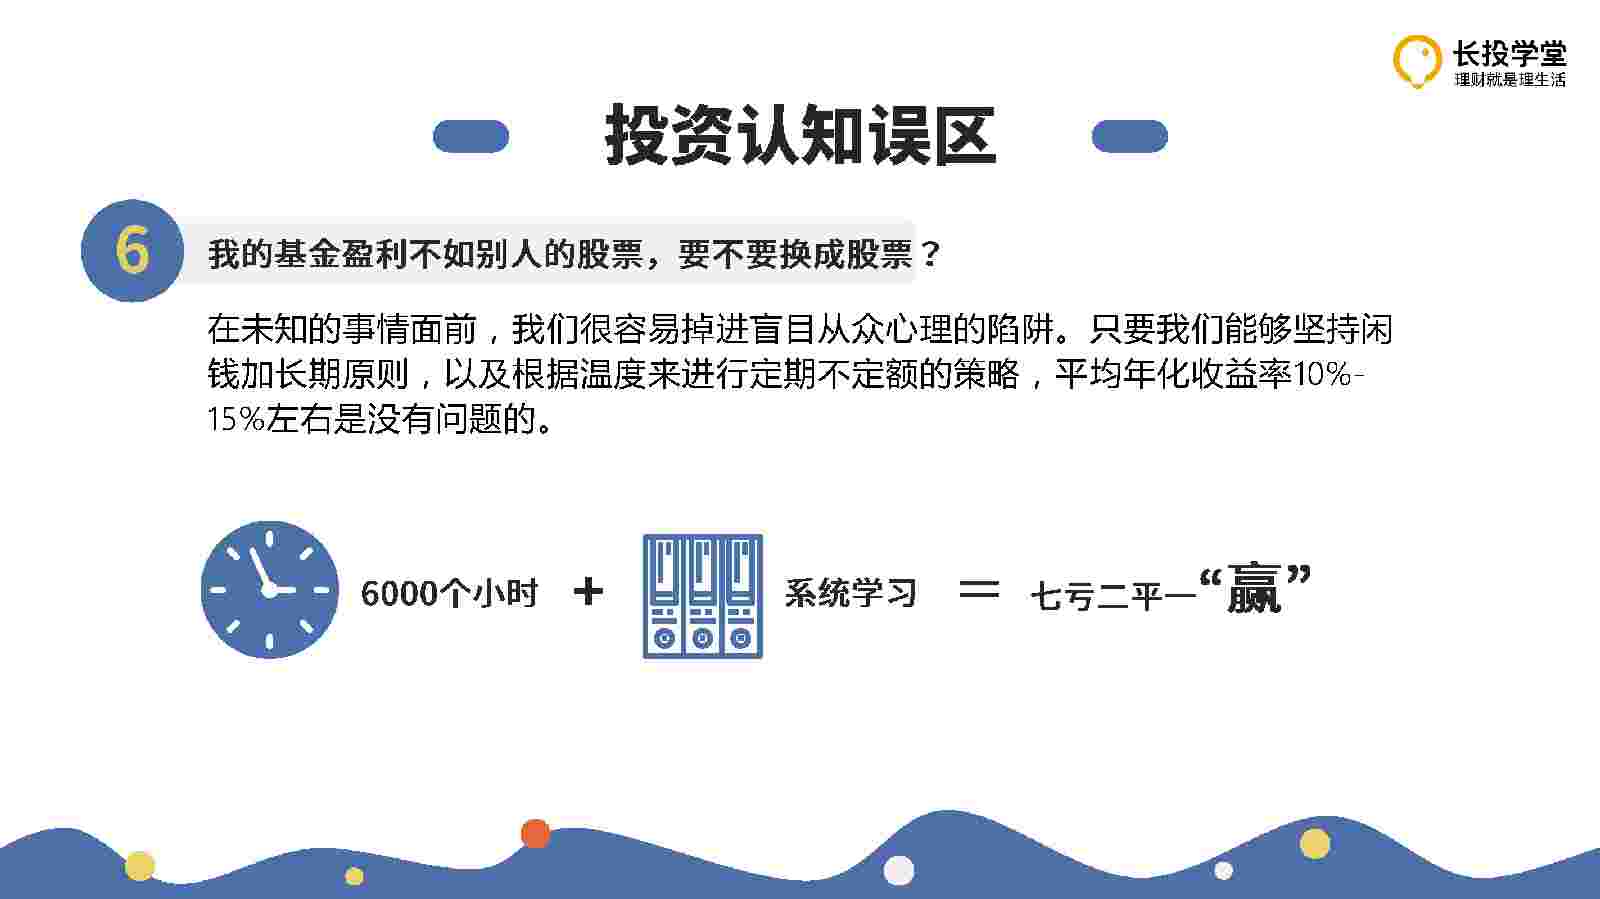 长投学堂
理财就是理生活
投资认知误区
6
我的基金盈利不如别人的股票，要不要换成股票？
在未知的事情面前，我们很容易掉进盲目从众心理的陷阱。只要我们能够坚持闲
钱加长期原则，以及根据温度来进行定期不定额的策略，平均年化收益率10%-
15%左右是没有问题的。
6000个小时 + 系统学习 = 七亏二平一“赢”